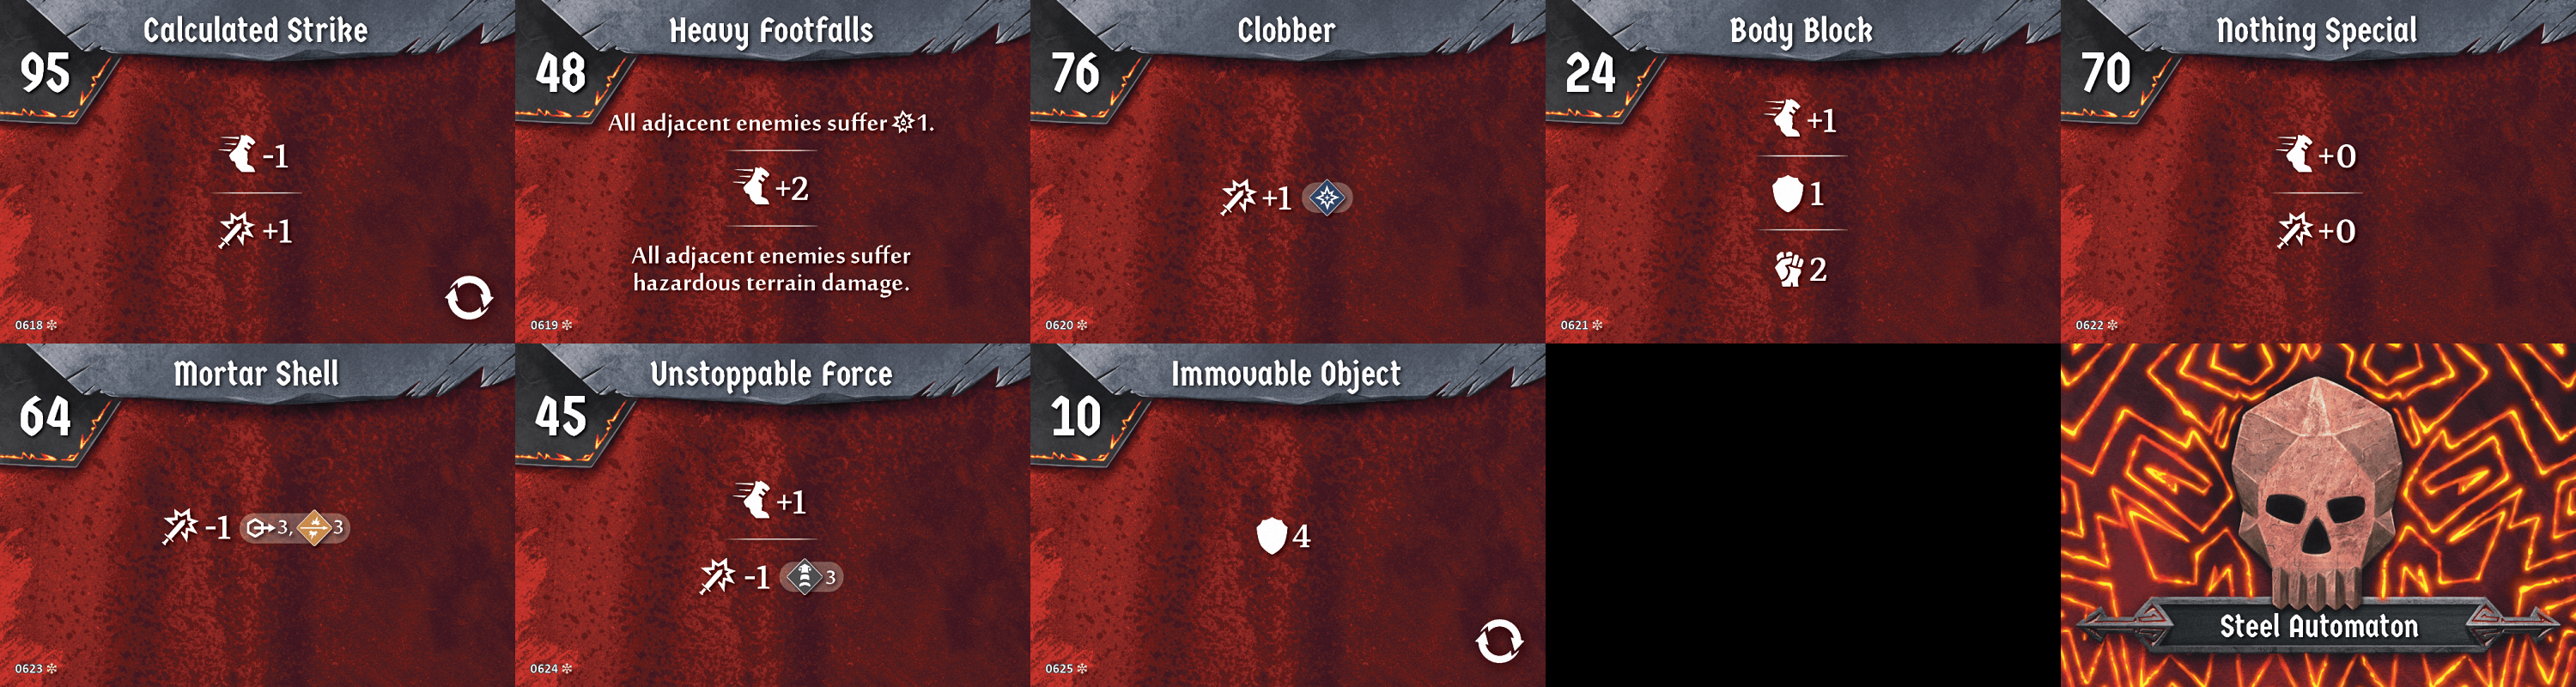 Calculated Strike
95
-1
+1
0618
Heavy Footfalls
48
All adjacent enemies suffer 1.
+2
All adjacent enemies suffer
hazardous terrain damage.
0619
Clobber
76
+1
0620
Body Block
24
+1
1
2
0621
Nothing Special
70
+0
+0
0622
Mortar Shell
64
-1 3, 3
0623
Unstoppable Force
45
+1
-1 3
0624
Immovable Object
10
4
0625
Steel Automaton